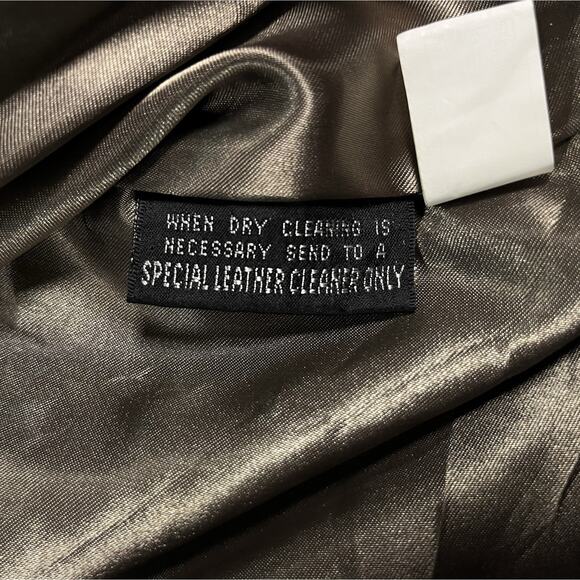 WHEN DRY CLEANING IS
NECESSARY SEND TO A
SPECIAL LEATHER CLEANER ONLY